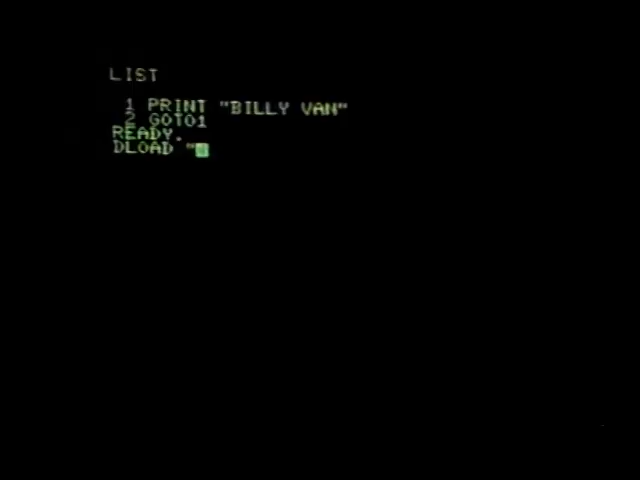 LIST
1 PRINT "BILLY VAN"
2 GOTO1
READY.
DLOAD "